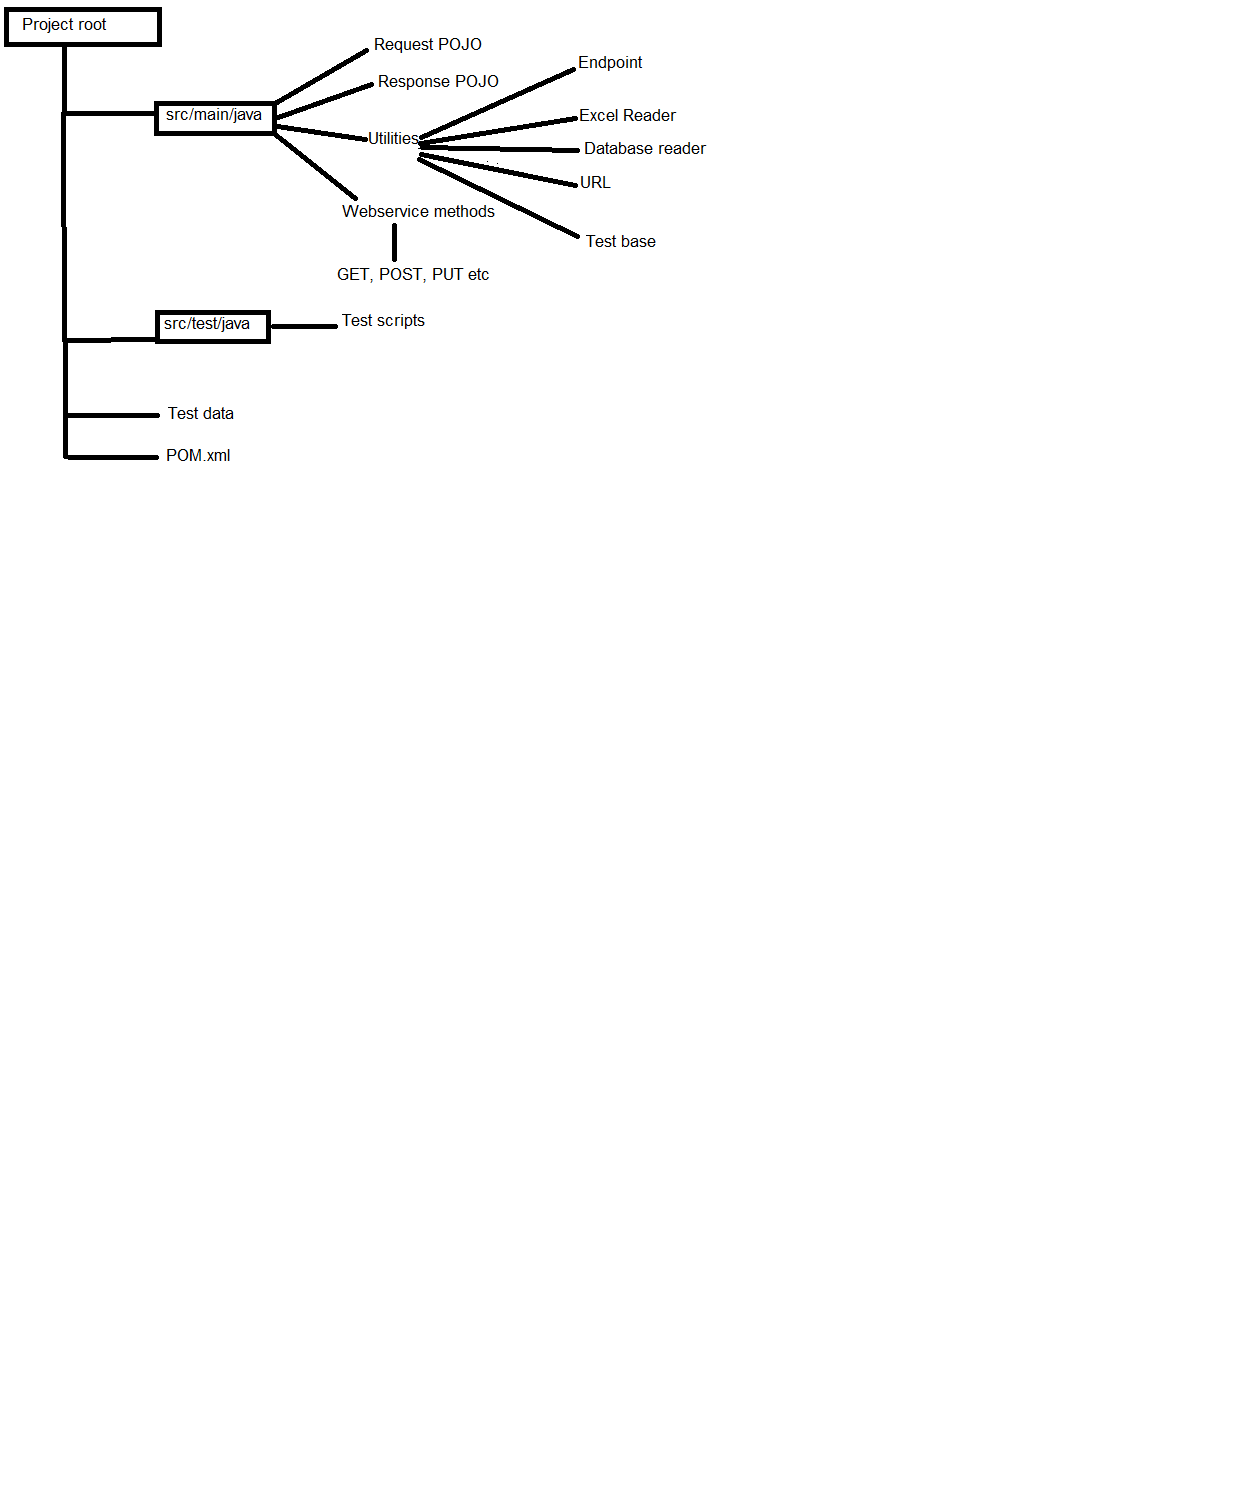 Project root
Request POJO
Response POJO
Endpoint
src/main/java
Excel Reader
Utilities
Database reader
URL
Webservice methods
Test base
GET, POST, PUT etc
src/test/java
Test scripts
Test data
POM.xml